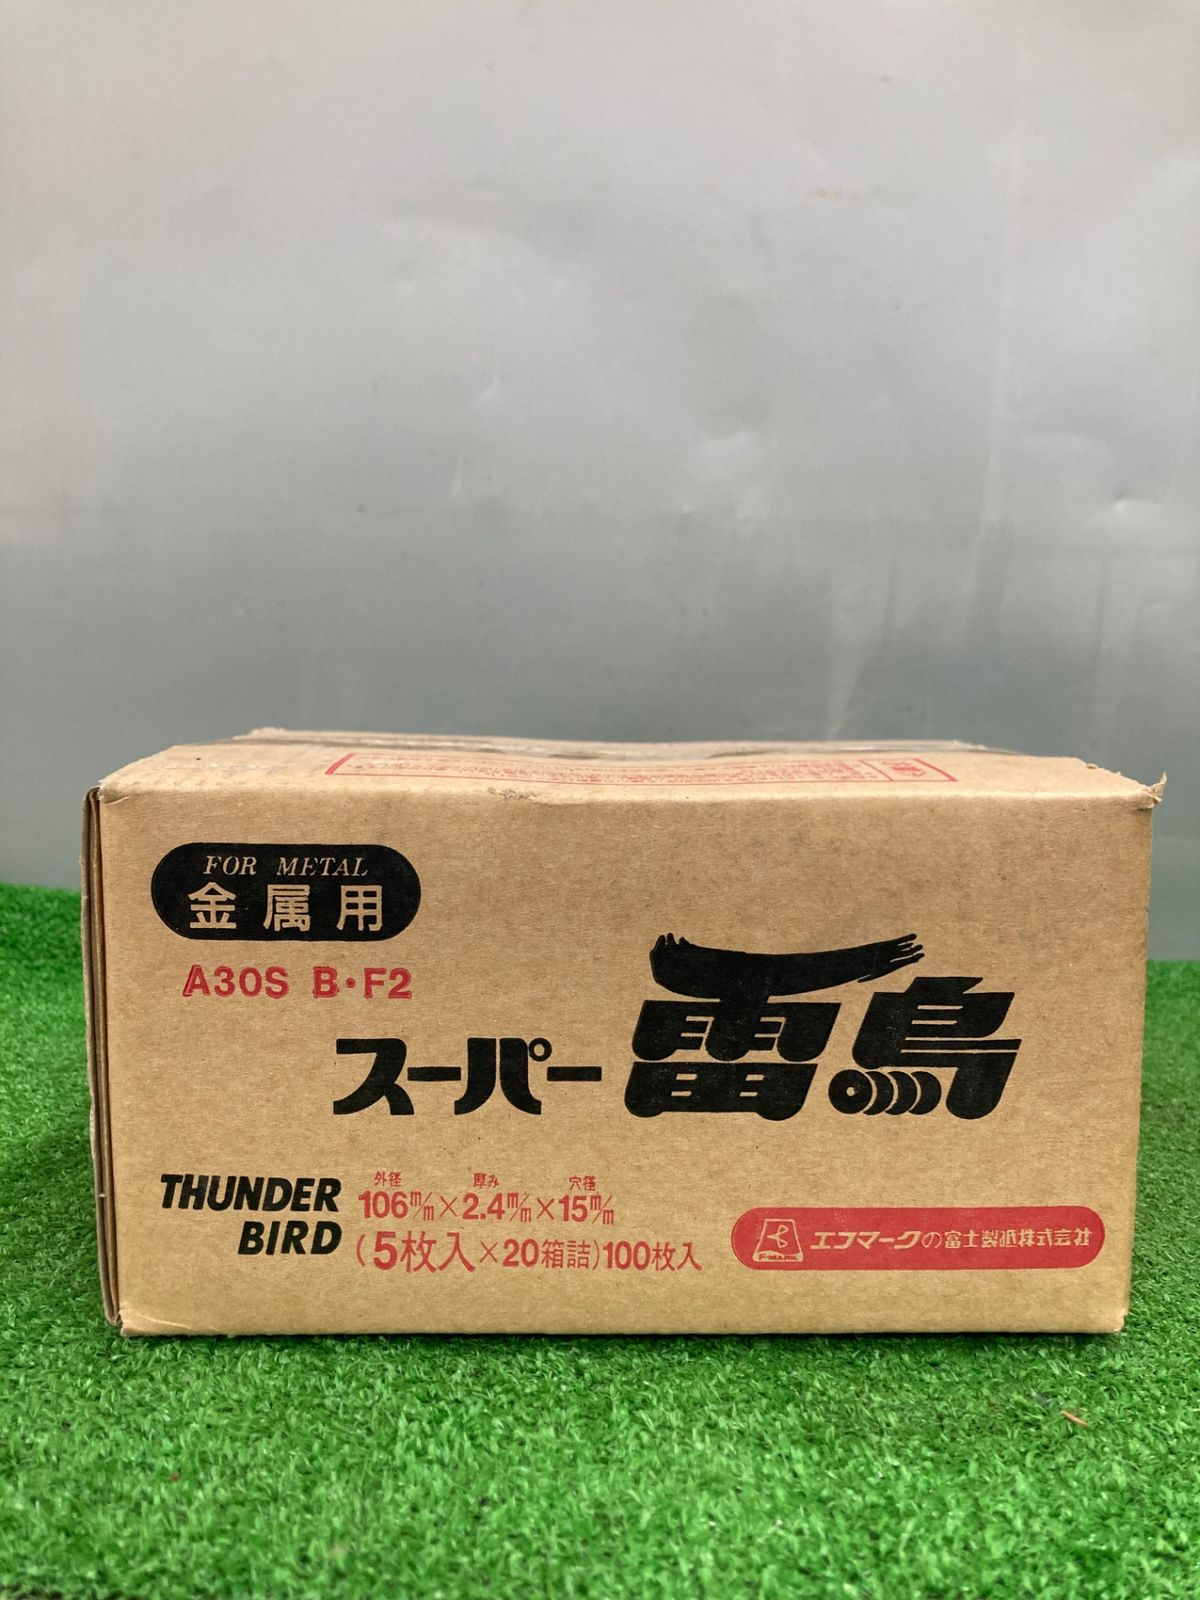 FOR METAL
金属用
A30S B・F2
スーパー雷鳥
THUNDER
BIRD
外径 厚み 穴径
106m/m×2.4m/m×15m/m
(5枚入×20箱詰)100枚入
F-MARK
エフマークの富士製砥株式会社